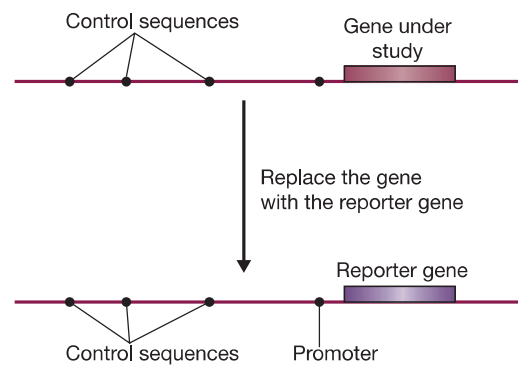 Control sequences
Gene under
study
Replace the gene
with the reporter gene
Reporter gene
Control sequences
Promoter